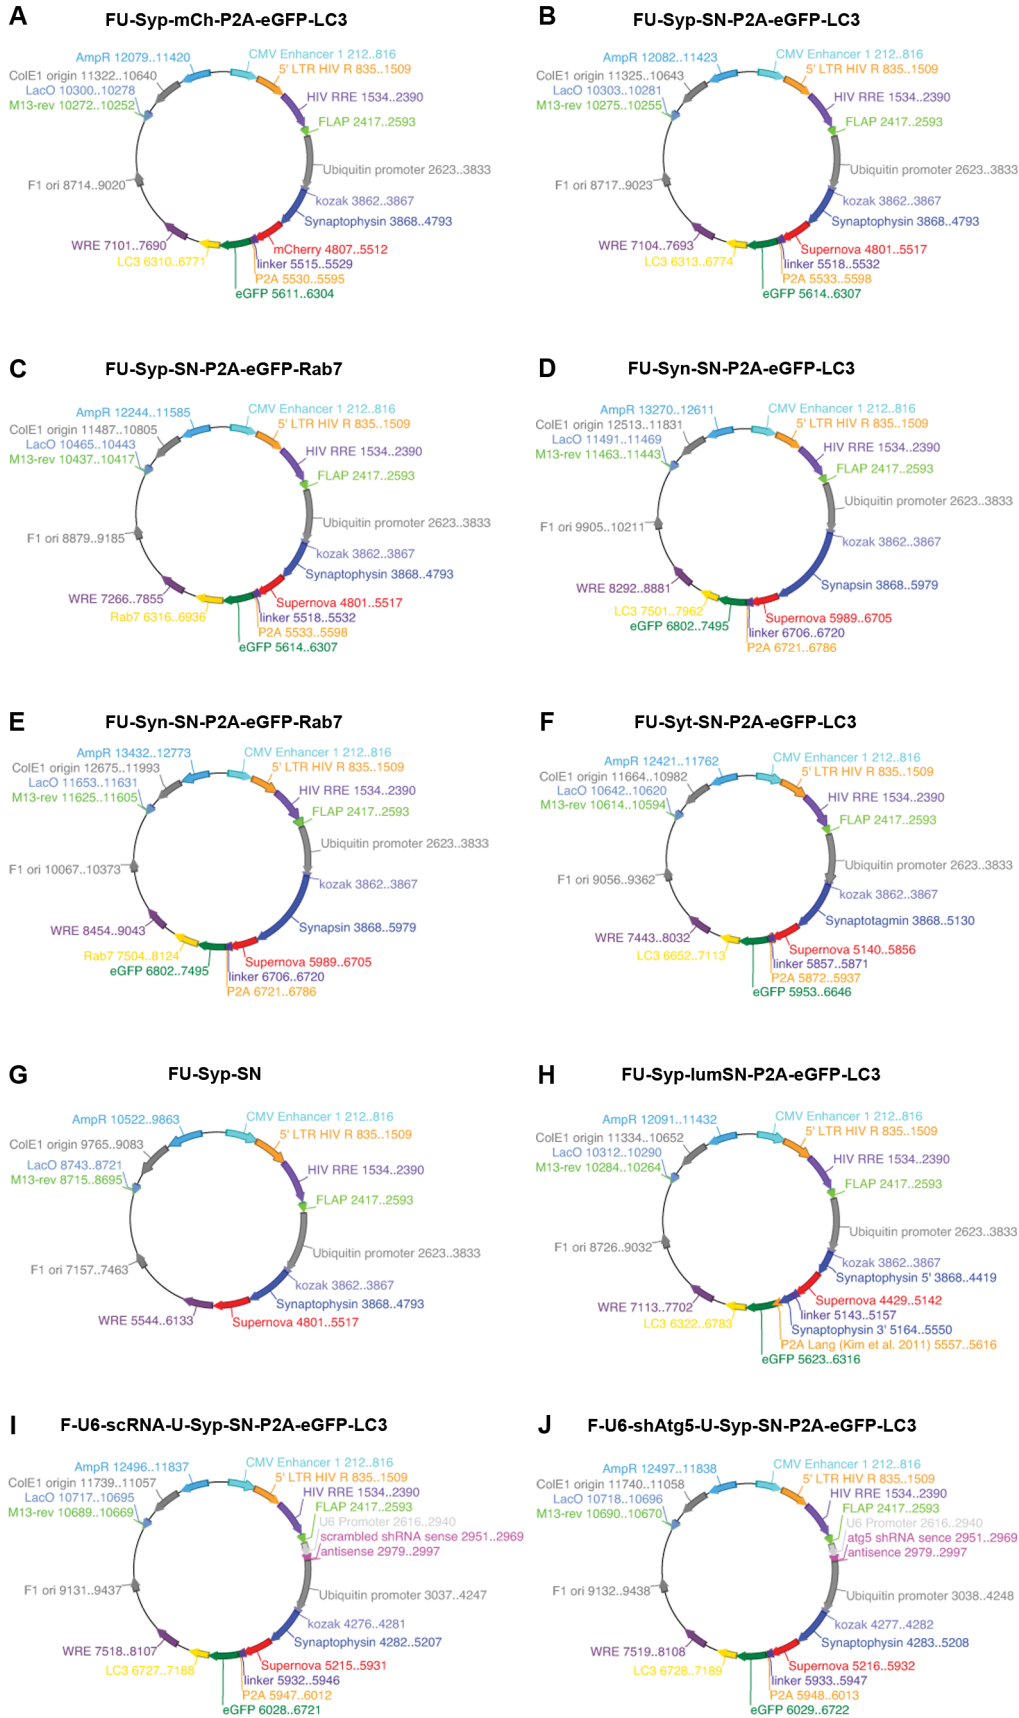 A
FU-Syp-mCh-P2A-eGFP-LC3
AmpR 12079..11420
CMV Enhancer 1 212..816
ColE1 origin 11322..10640
5' LTR HIV R 835..1509
LacO 10300..10278
HIV RRE 1534..2390
M13-rev 10272..10252
FLAP 2417..2593
Ubiquitin promoter 2623..3833
F1 ori 8714..9020
kozak 3862..3867
Synaptophysin 3868..4793
WRE 7101..7690
mCherry 4807..5512
LC3 6310..6771
linker 5515..5529
P2A 5530..5595
eGFP 5611..6304
B
FU-Syp-SN-P2A-eGFP-LC3
AmpR 12082..11423
CMV Enhancer 1 212..816
ColE1 origin 11325..10643
5' LTR HIV R 835..1509
LacO 10303..10281
HIV RRE 1534..2390
M13-rev 10275..10255
FLAP 2417..2593
Ubiquitin promoter 2623..3833
F1 ori 8717..9023
kozak 3862..3867
Synaptophysin 3868..4793
WRE 7104..7693
Supernova 4801..5517
LC3 6313..6774
linker 5518..5532
P2A 5533..5598
eGFP 5614..6307
C
FU-Syp-SN-P2A-eGFP-Rab7
AmpR 12244..11585
CMV Enhancer 1 212..816
ColE1 origin 11487..10805
5' LTR HIV R 835..1509
LacO 10465..10443
HIV RRE 1534..2390
M13-rev 10437..10417
FLAP 2417..2593
Ubiquitin promoter 2623..3833
F1 ori 8879..9185
kozak 3862..3867
Synaptophysin 3868..4793
WRE 7266..7855
Supernova 4801..5517
Rab7 6316..6936
linker 5518..5532
P2A 5533..5598
eGFP 5614..6307
D
FU-Syn-SN-P2A-eGFP-LC3
AmpR 13270..12611
CMV Enhancer 1 212..816
ColE1 origin 12513..11831
5' LTR HIV R 835..1509
LacO 11491..11469
HIV RRE 1534..2390
M13-rev 11463..11443
FLAP 2417..2593
Ubiquitin promoter 2623..3833
F1 ori 9905..10211
kozak 3862..3867
Synapsin 3868..5979
WRE 8292..8881
LC3 7501..7962
Supernova 5989..6705
eGFP 6802..7495
linker 6706..6720
P2A 6721..6786
E
FU-Syn-SN-P2A-eGFP-Rab7
AmpR 13432..12773
CMV Enhancer 1 212..816
ColE1 origin 12675..11993
5' LTR HIV R 835..1509
LacO 11653..11631
HIV RRE 1534..2390
M13-rev 11625..11605
FLAP 2417..2593
Ubiquitin promoter 2623..3833
F1 ori 10067..10373
kozak 3862..3867
Synapsin 3868..5979
WRE 8454..9043
Rab7 7504..8124
Supernova 5989..6705
eGFP 6802..7495
linker 6706..6720
P2A 6721..6786
F
FU-Syt-SN-P2A-eGFP-LC3
AmpR 12421..11762
CMV Enhancer 1 212..816
ColE1 origin 11664..10982
5' LTR HIV R 835..1509
LacO 10642..10620
HIV RRE 1534..2390
M13-rev 10614..10594
FLAP 2417..2593
Ubiquitin promoter 2623..3833
F1 ori 9056..9362
kozak 3862..3867
Synaptotagmin 3868..5130
WRE 7443..8032
Supernova 5140..5856
LC3 6652..7113
linker 5857..5871
P2A 5872..5937
eGFP 5953..6646
G
FU-Syp-SN
AmpR 10522..9863
CMV Enhancer 1 212..816
ColE1 origin 9765..9083
5' LTR HIV R 835..1509
LacO 8743..8721
HIV RRE 1534..2390
M13-rev 8715..8695
FLAP 2417..2593
Ubiquitin promoter 2623..3833
F1 ori 7157..7463
kozak 3862..3867
Synaptophysin 3868..4793
WRE 5544..6133
Supernova 4801..5517
H
FU-Syp-lumSN-P2A-eGFP-LC3
AmpR 12091..11432
CMV Enhancer 1 212..816
ColE1 origin 11334..10652
5' LTR HIV R 835..1509
LacO 10312..10290
HIV RRE 1534..2390
M13-rev 10284..10264
FLAP 2417..2593
Ubiquitin promoter 2623..3833
F1 ori 8726..9032
kozak 3862..3867
Synaptophysin 5' 3868..4419
Supernova 4429..5142
WRE 7113..7702
linker 5143..5157
LC3 6322..6783
Synaptophysin 3' 5164..5550
P2A Lang (Kim et al. 2011) 5557..5616
eGFP 5623..6316
I
F-U6-scRNA-U-Syp-SN-P2A-eGFP-LC3
AmpR 12496..11837
CMV Enhancer 1 212..816
ColE1 origin 11739..11057
5' LTR HIV R 835..1509
LacO 10717..10695
HIV RRE 1534..2390
M13-rev 10689..10669
FLAP 2417..2593
U6 Promoter 2616..2940
scrambled shRNA sense 2951..2969
antisense 2979..2997
F1 ori 9131..9437
Ubiquitin promoter 3037..4247
kozak 4276..4281
Synaptophysin 4282..5207
WRE 7518..8107
Supernova 5215..5931
LC3 6727..7188
linker 5932..5946
P2A 5947..6012
eGFP 6028..6721
J
F-U6-shAtg5-U-Syp-SN-P2A-eGFP-LC3
AmpR 12497..11838
CMV Enhancer 1 212..816
ColE1 origin 11740..11058
5' LTR HIV R 835..1509
LacO 10718..10696
HIV RRE 1534..2390
M13-rev 10690..10670
FLAP 2417..2593
U6 Promoter 2616..2940
atg5 shRNA sence 2951..2969
antisence 2979..2997
F1 ori 9132..9438
Ubiquitin promoter 3038..4248
kozak 4277..4282
Synaptophysin 4283..5208
WRE 7519..8108
Supernova 5216..5932
LC3 6728..7189
linker 5933..5947
P2A 5948..6013
eGFP 6029..6722